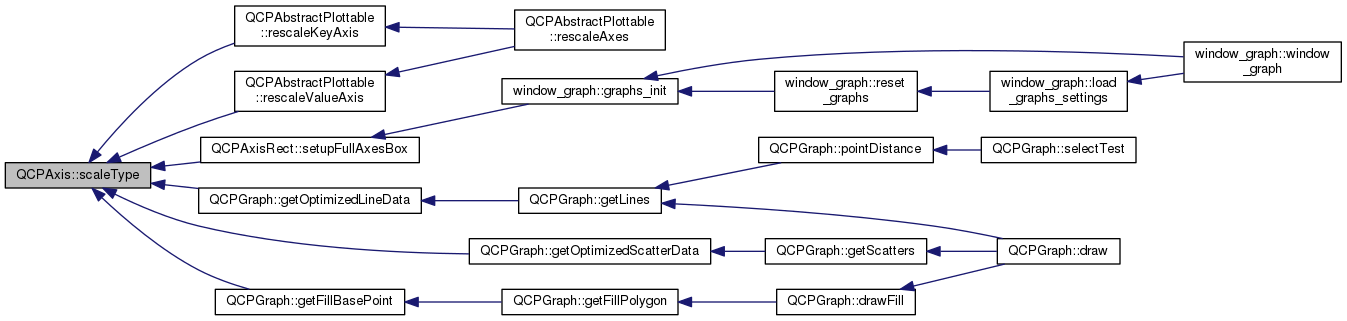 QCPAbstractPlottable
::rescaleKeyAxis
QCPAbstractPlottable
::rescaleAxes
window_graph::window
_graph
QCPAbstractPlottable
::rescaleValueAxis
window_graph::graphs_init
window_graph::reset
_graphs
window_graph::load
_graphs_settings
QCPAxisRect::setupFullAxesBox
QCPGraph::pointDistance
QCPGraph::selectTest
QCPAxis::scaleType
QCPGraph::getOptimizedLineData
QCPGraph::getLines
QCPGraph::getOptimizedScatterData
QCPGraph::getScatters
QCPGraph::draw
QCPGraph::getFillBasePoint
QCPGraph::getFillPolygon
QCPGraph::drawFill